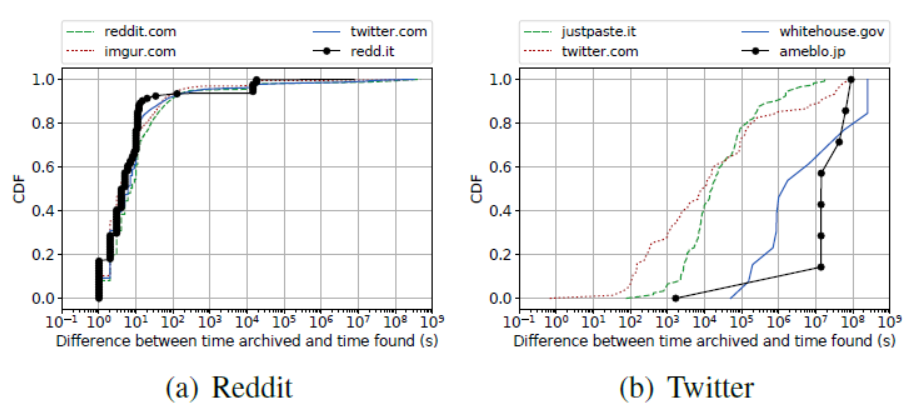 reddit.com
imgur.com
twitter.com
redd.it
1.0
0.8
0.6
0.4
0.2
0.0
CDF
10⁻¹ 10⁰ 10¹ 10² 10³ 10⁴ 10⁵ 10⁶ 10⁷ 10⁸ 10⁹
Difference between time archived and time found (s)
(a) Reddit
justpaste.it
twitter.com
whitehouse.gov
ameblo.jp
1.0
0.8
0.6
0.4
0.2
0.0
CDF
10⁻¹ 10⁰ 10¹ 10² 10³ 10⁴ 10⁵ 10⁶ 10⁷ 10⁸ 10⁹
Difference between time archived and time found (s)
(b) Twitter